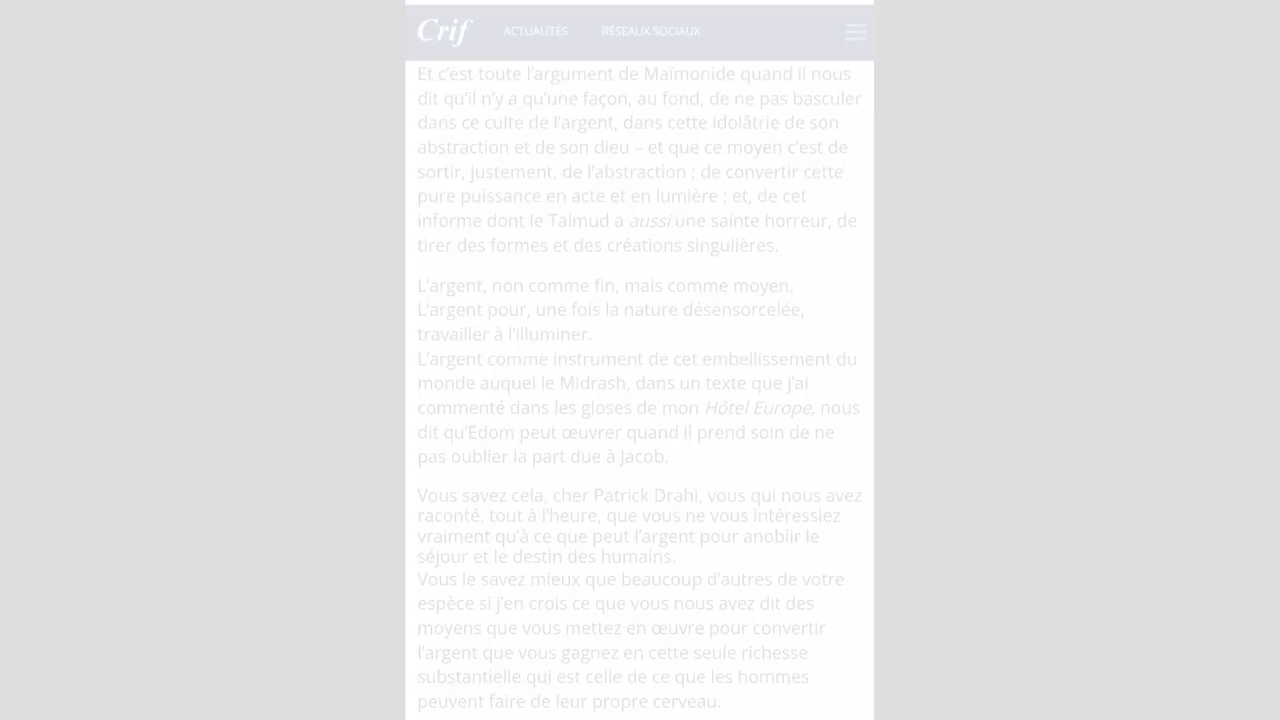 Crif ACTUALITÉS RÉSEAUX SOCIAUX
Et c’est toute l’argument de Maïmonide quand il nous
dit qu’il n’y a qu’une façon, au fond, de ne pas basculer
dans ce culte de l’argent, dans cette idolâtrie de son
abstraction et de son dieu – et que ce moyen c’est de
sortir, justement, de l’abstraction ; de convertir cette
pure puissance en acte et en lumière ; et, de cet
informe dont le Talmud a aussi une sainte horreur, de
tirer des formes et des créations singulières.
L’argent, non comme fin, mais comme moyen.
L’argent pour, une fois la nature désensorcelée,
travailler à l’illuminer.
L’argent comme instrument de cet embellissement du
monde auquel le Midrash, dans un texte que j’ai
commenté dans les gloses de mon Hôtel Europe, nous
dit qu’Edom peut œuvrer quand il prend soin de ne
pas oublier la part due à Jacob.
Vous savez cela, cher Patrick Drahi, vous qui nous avez
raconté, tout à l’heure, que vous ne vous intéressiez
vraiment qu’à ce que peut l’argent pour anoblir le
séjour et le destin des humains.
Vous le savez mieux que beaucoup d’autres de votre
espèce si j’en crois ce que vous nous avez dit des
moyens que vous mettez en œuvre pour convertir
l’argent que vous gagnez en cette seule richesse
substantielle qui est celle de ce que les hommes
peuvent faire de leur propre cerveau.